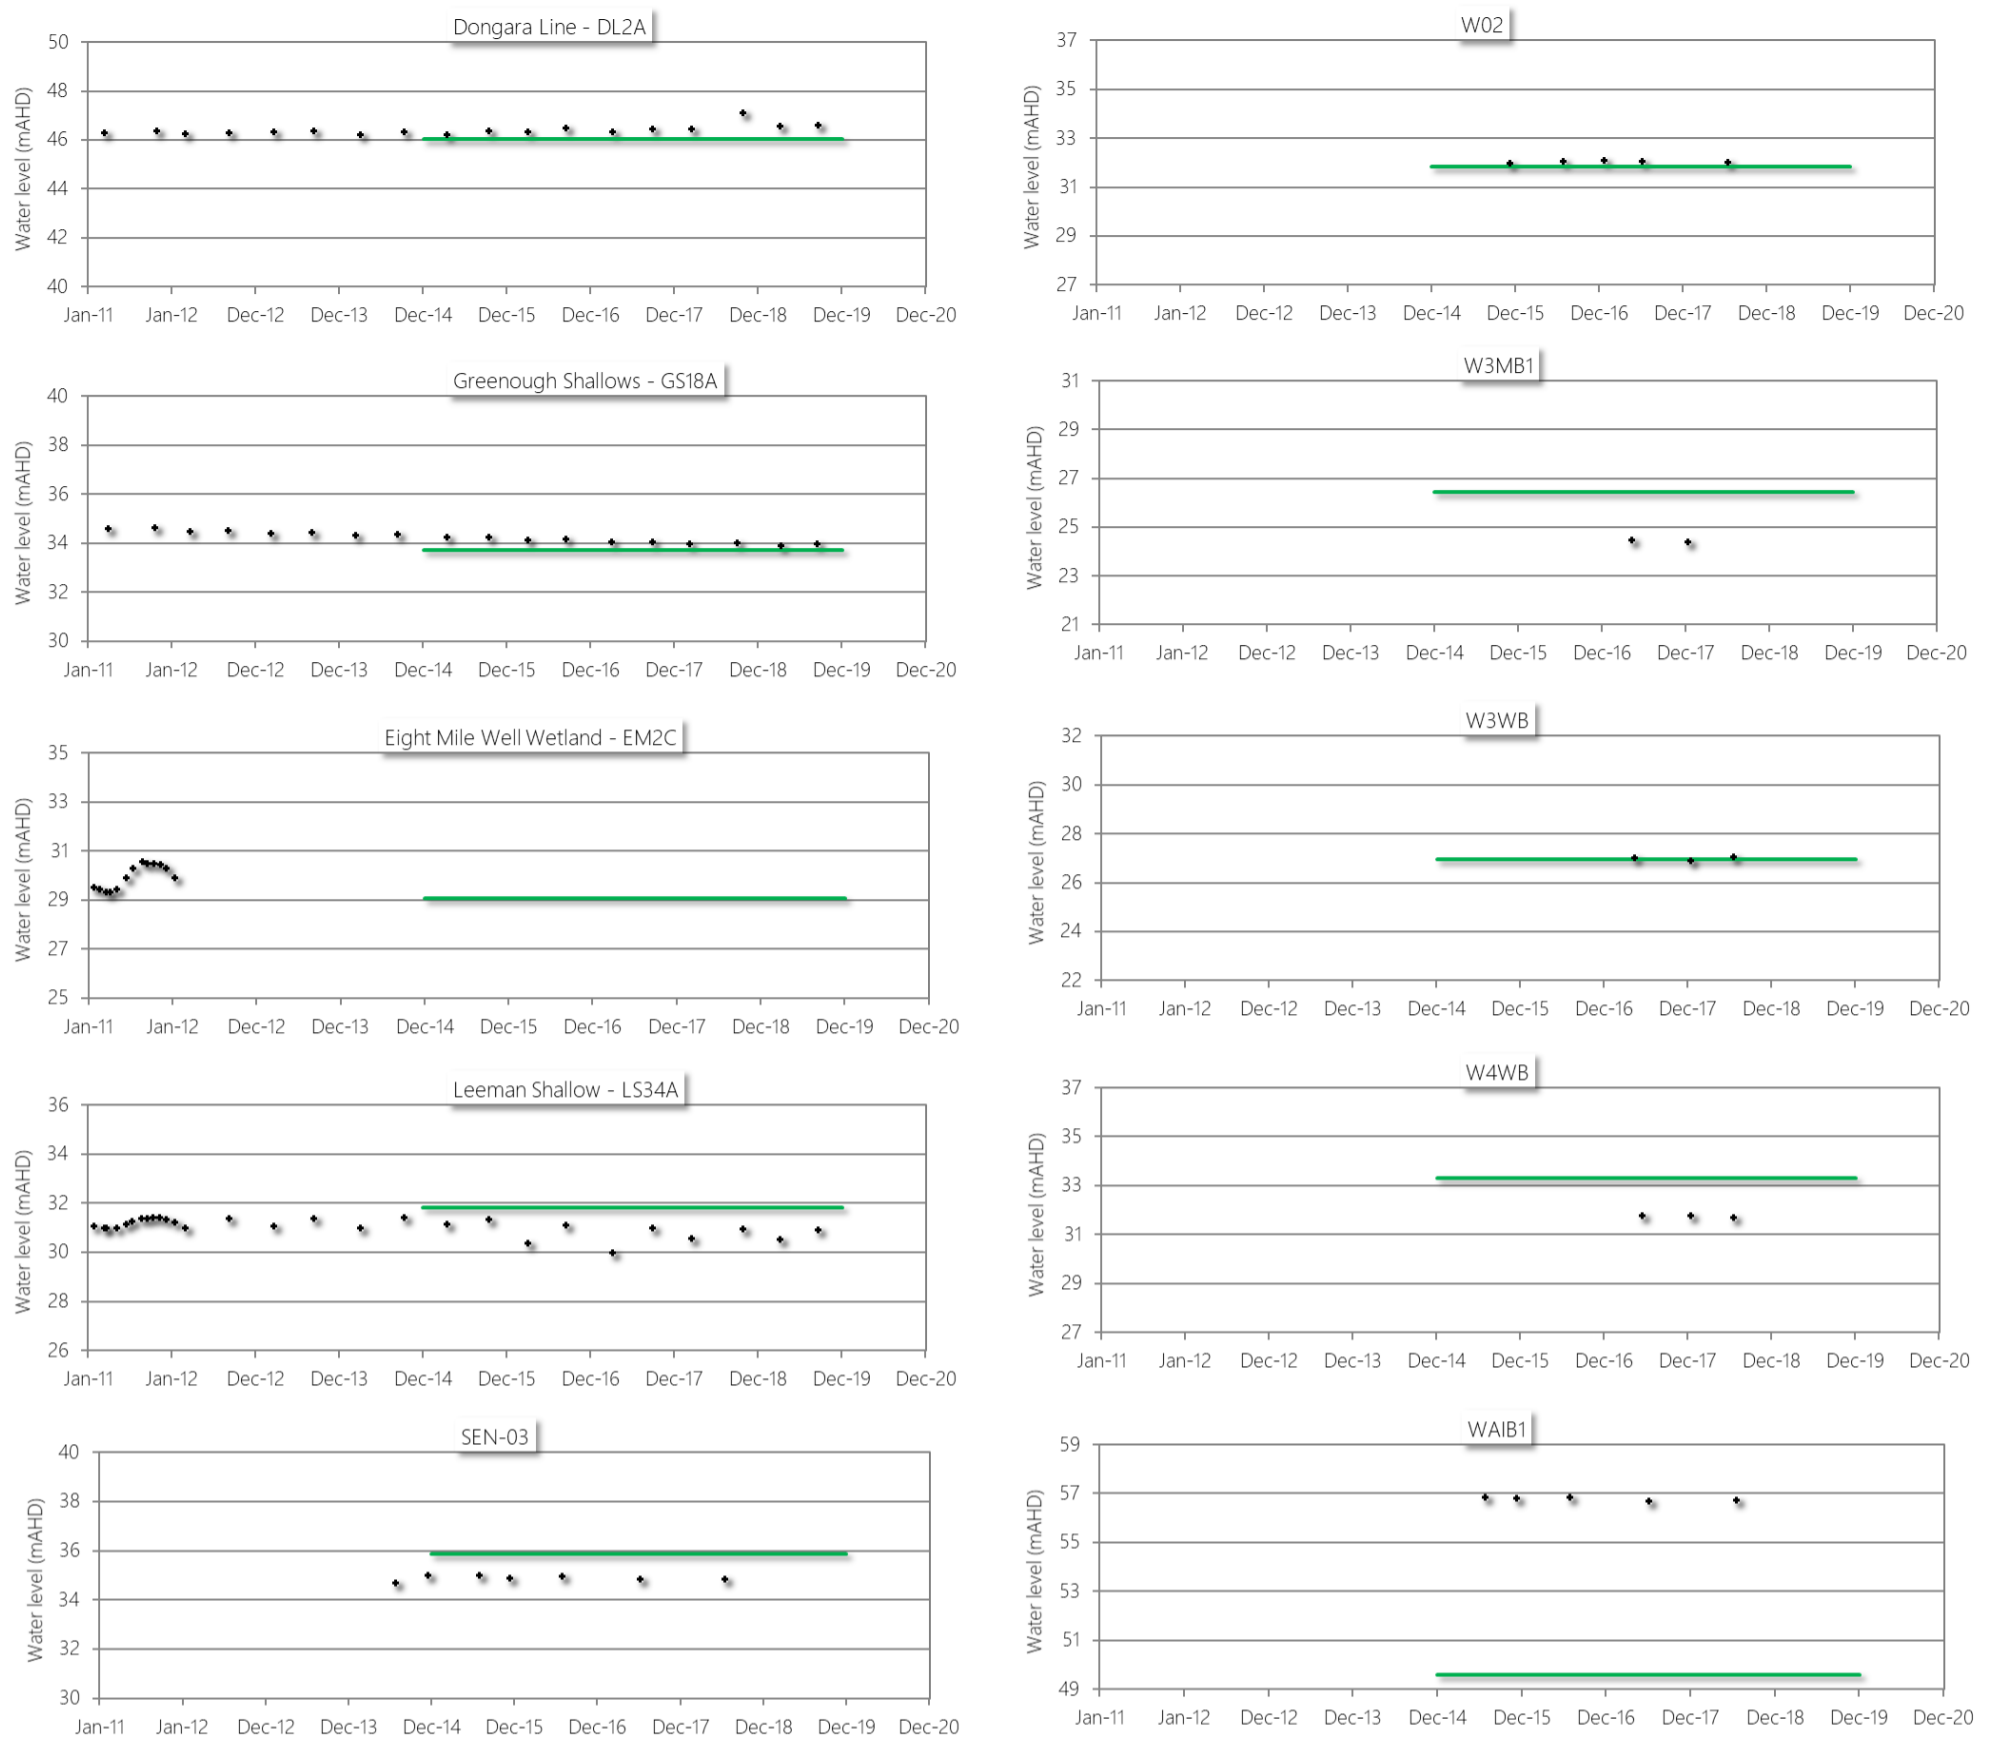 Dongara Line - DL2A
Water level (mAHD)
50
48
46
44
42
40
Jan-11 Jan-12 Dec-12 Dec-13 Dec-14 Dec-15 Dec-16 Dec-17 Dec-18 Dec-19 Dec-20
Greenough Shallows - GS18A
Water level (mAHD)
40
38
36
34
32
30
Jan-11 Jan-12 Dec-12 Dec-13 Dec-14 Dec-15 Dec-16 Dec-17 Dec-18 Dec-19 Dec-20
Eight Mile Well Wetland - EM2C
Water level (mAHD)
35
33
31
29
27
25
Jan-11 Jan-12 Dec-12 Dec-13 Dec-14 Dec-15 Dec-16 Dec-17 Dec-18 Dec-19 Dec-20
Leeman Shallow - LS34A
Water level (mAHD)
36
34
32
30
28
26
Jan-11 Jan-12 Dec-12 Dec-13 Dec-14 Dec-15 Dec-16 Dec-17 Dec-18 Dec-19 Dec-20
SEN-03
Water level (mAHD)
40
38
36
34
32
30
Jan-11 Jan-12 Dec-12 Dec-13 Dec-14 Dec-15 Dec-16 Dec-17 Dec-18 Dec-19 Dec-20
W02
Water level (mAHD)
37
35
33
31
29
27
Jan-11 Jan-12 Dec-12 Dec-13 Dec-14 Dec-15 Dec-16 Dec-17 Dec-18 Dec-19 Dec-20
W3MB1
Water level (mAHD)
31
29
27
25
23
21
Jan-11 Jan-12 Dec-12 Dec-13 Dec-14 Dec-15 Dec-16 Dec-17 Dec-18 Dec-19 Dec-20
W3WB
Water level (mAHD)
32
30
28
26
24
22
Jan-11 Jan-12 Dec-12 Dec-13 Dec-14 Dec-15 Dec-16 Dec-17 Dec-18 Dec-19 Dec-20
W4WB
Water level (mAHD)
37
35
33
31
29
27
Jan-11 Jan-12 Dec-12 Dec-13 Dec-14 Dec-15 Dec-16 Dec-17 Dec-18 Dec-19 Dec-20
WAIB1
Water level (mAHD)
59
57
55
53
51
49
Jan-11 Jan-12 Dec-12 Dec-13 Dec-14 Dec-15 Dec-16 Dec-17 Dec-18 Dec-19 Dec-20